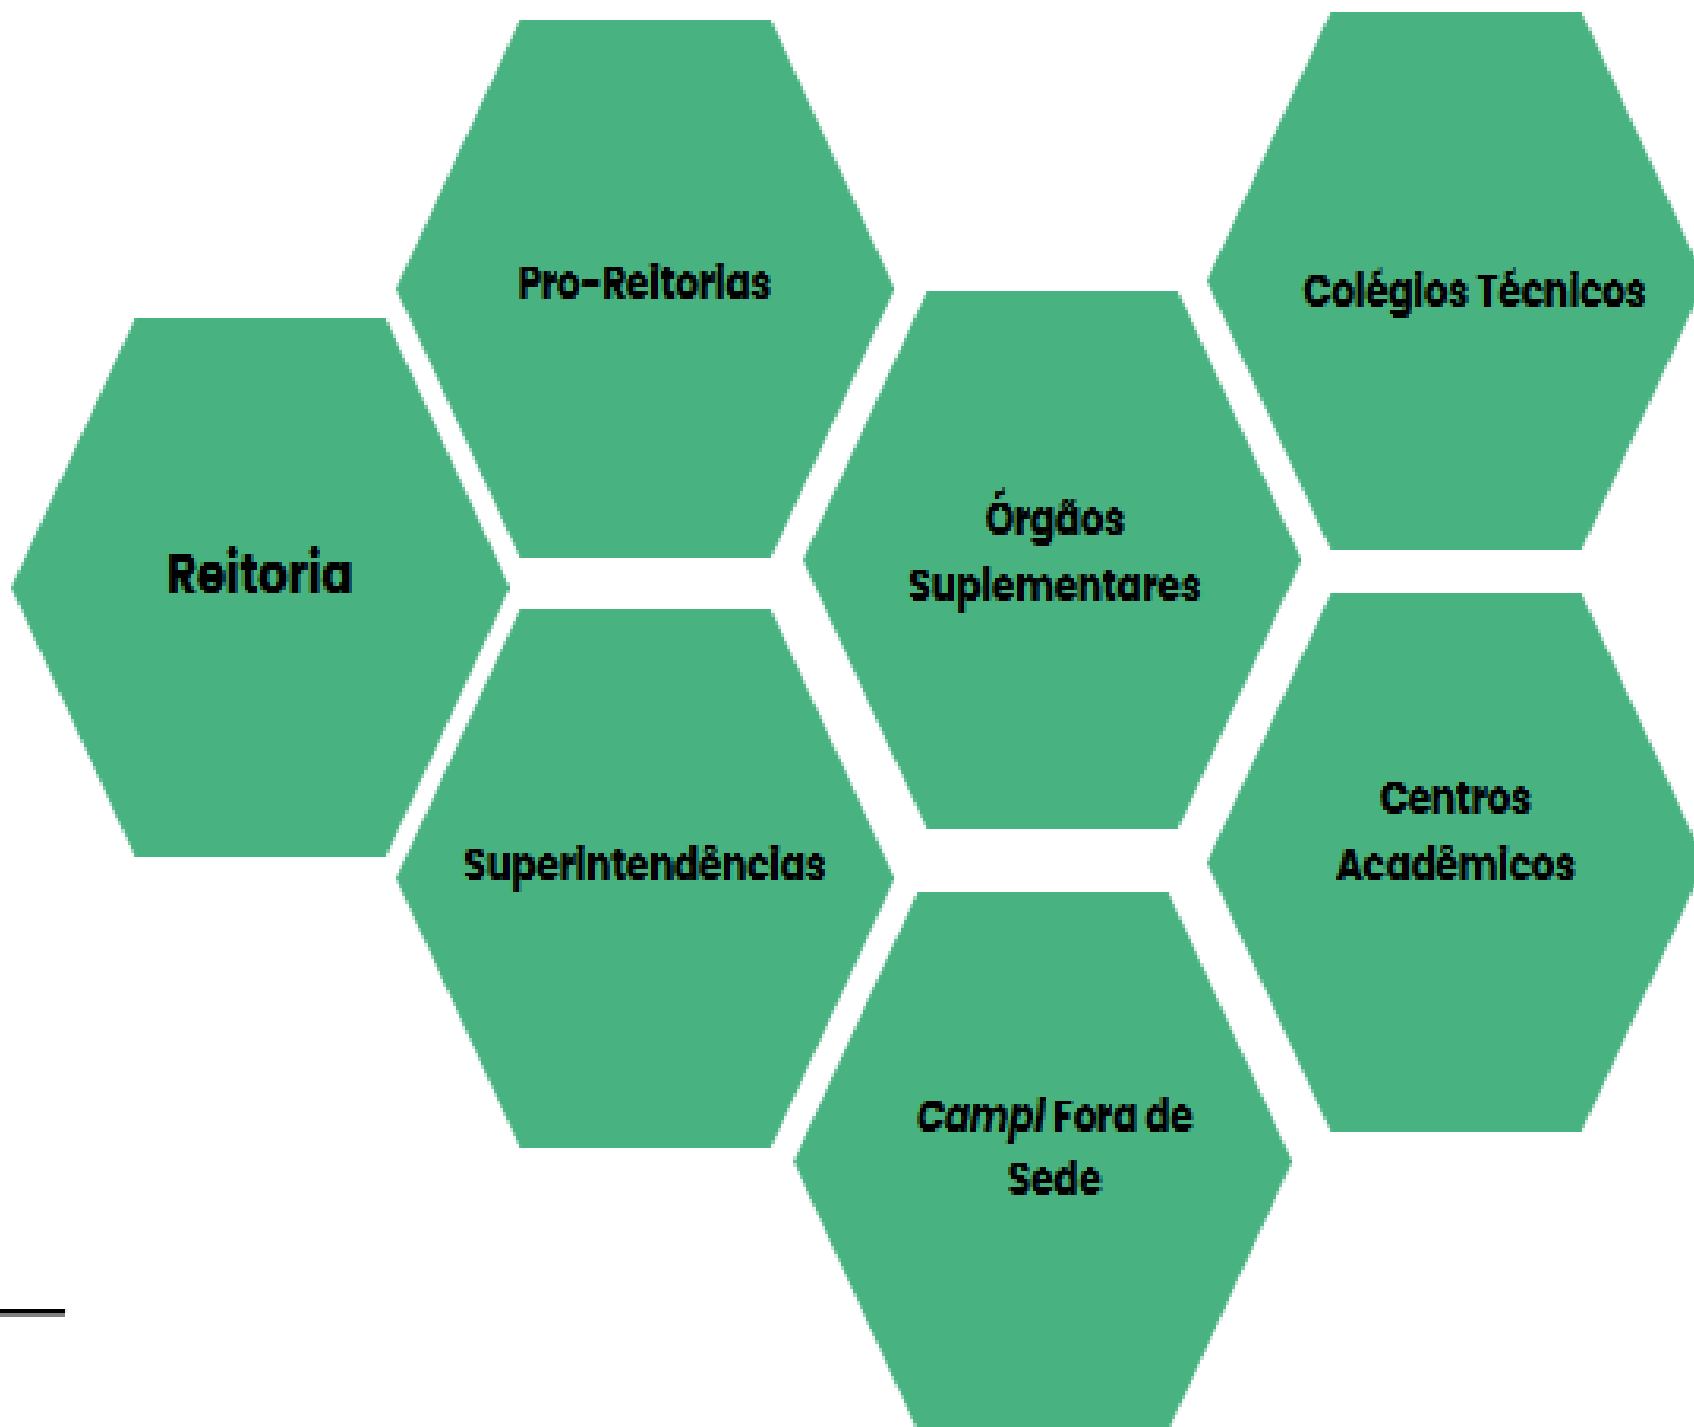 Pro-Reitorias
Colégios Técnicos
Reitoria
Órgãos
Suplementares
Superintendências
Centros
Acadêmicos
Campi Fora de
Sede